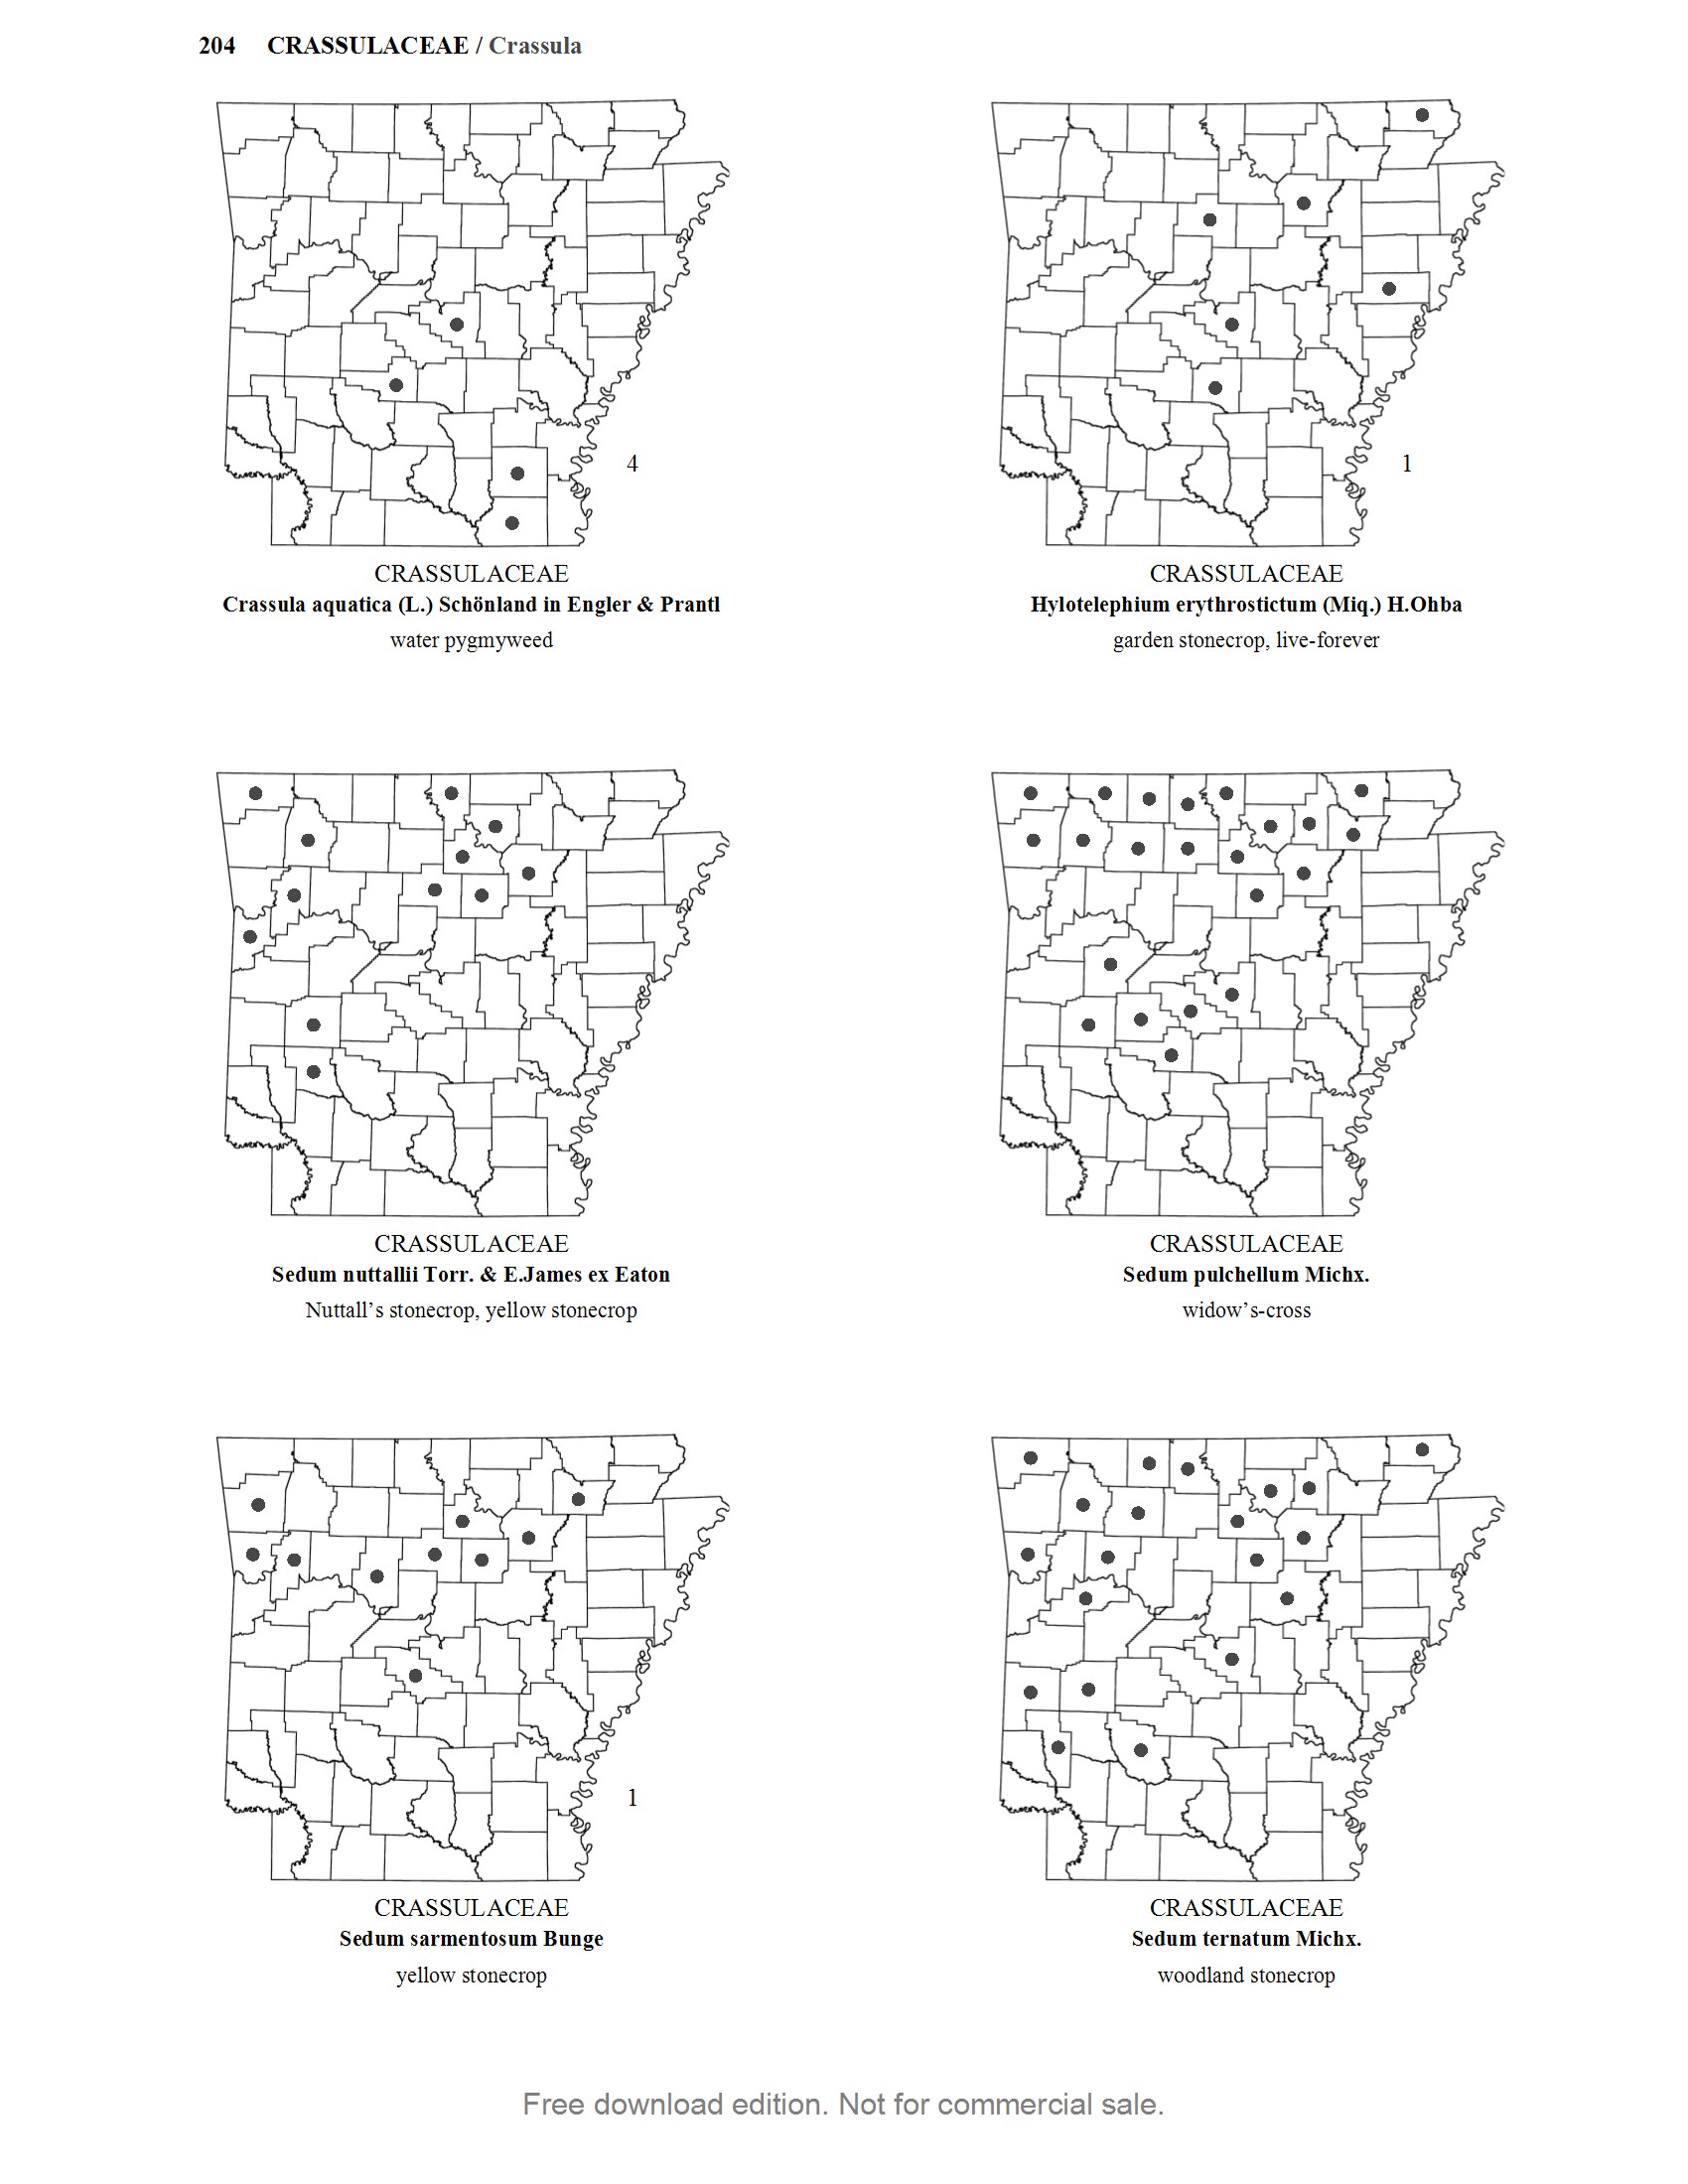 204 CRASSULACEAE / Crassula
4
CRASSULACEAE
Crassula aquatica (L.) Schönland in Engler & Prantl
water pygmyweed
1
CRASSULACEAE
Hylotelephium erythrostictum (Miq.) H.Ohba
garden stonecrop, live-forever
CRASSULACEAE
Sedum nuttallii Torr. & E.James ex Eaton
Nuttall’s stonecrop, yellow stonecrop
CRASSULACEAE
Sedum pulchellum Michx.
widow’s-cross
1
CRASSULACEAE
Sedum sarmentosum Bunge
yellow stonecrop
CRASSULACEAE
Sedum ternatum Michx.
woodland stonecrop
Free download edition. Not for commercial sale.